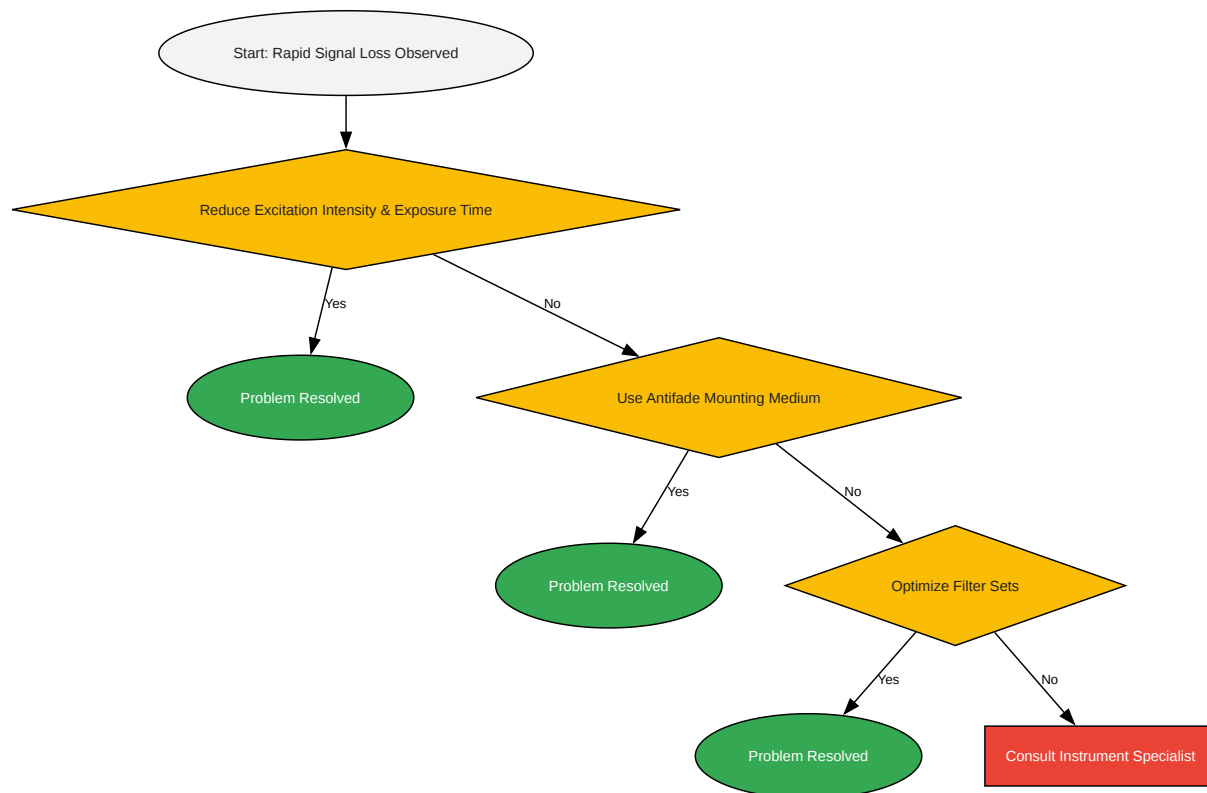 Start: Rapid Signal Loss Observed
Reduce Excitation Intensity & Exposure Time
Yes
No
Problem Resolved
Use Antifade Mounting Medium
Yes
No
Problem Resolved
Optimize Filter Sets
Yes
No
Problem Resolved
Consult Instrument Specialist